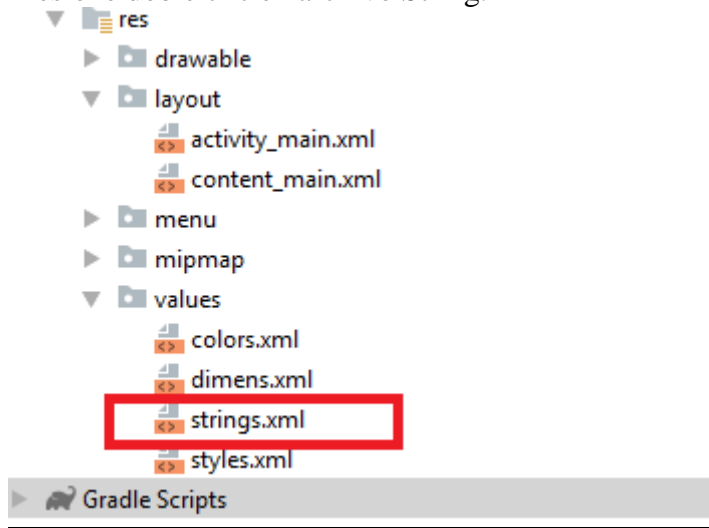 res
drawable
layout
activity_main.xml
content_main.xml
menu
mipmap
values
colors.xml
dimens.xml
strings.xml
styles.xml
Gradle Scripts